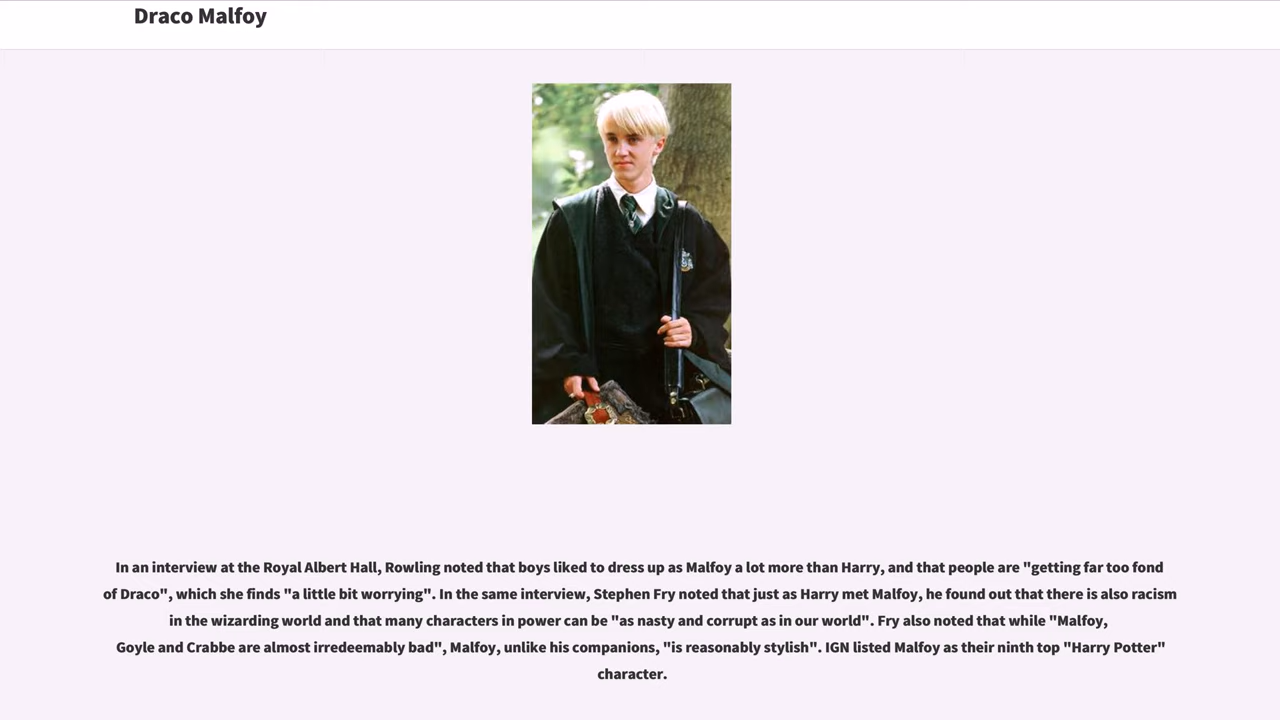 Draco Malfoy
In an interview at the Royal Albert Hall, Rowling noted that boys liked to dress up as Malfoy a lot more than Harry, and that people are "getting far too fond
of Draco", which she finds "a little bit worrying". In the same interview, Stephen Fry noted that just as Harry met Malfoy, he found out that there is also racism
in the wizarding world and that many characters in power can be "as nasty and corrupt as in our world". Fry also noted that while "Malfoy,
Goyle and Crabbe are almost irredeemably bad", Malfoy, unlike his companions, "is reasonably stylish". IGN listed Malfoy as their ninth top "Harry Potter"
character.